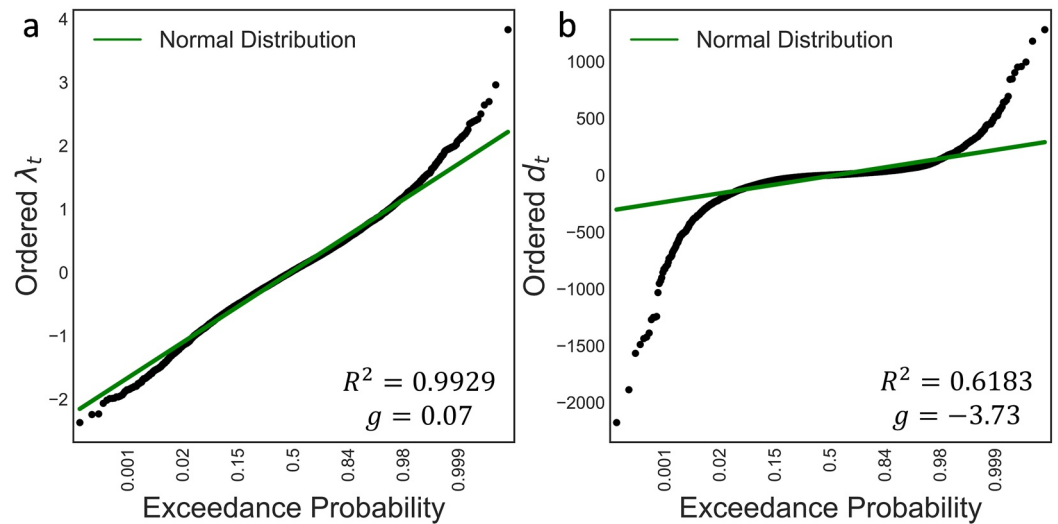 a
Normal Distribution
Ordered λₜ
4
3
2
1
0
−1
−2
R² = 0.9929
g = 0.07
0.001
0.02
0.15
0.5
0.84
0.98
0.999
Exceedance Probability
b
Normal Distribution
Ordered dₜ
1000
500
0
−500
−1000
−1500
−2000
R² = 0.6183
g = −3.73
0.001
0.02
0.15
0.5
0.84
0.98
0.999
Exceedance Probability